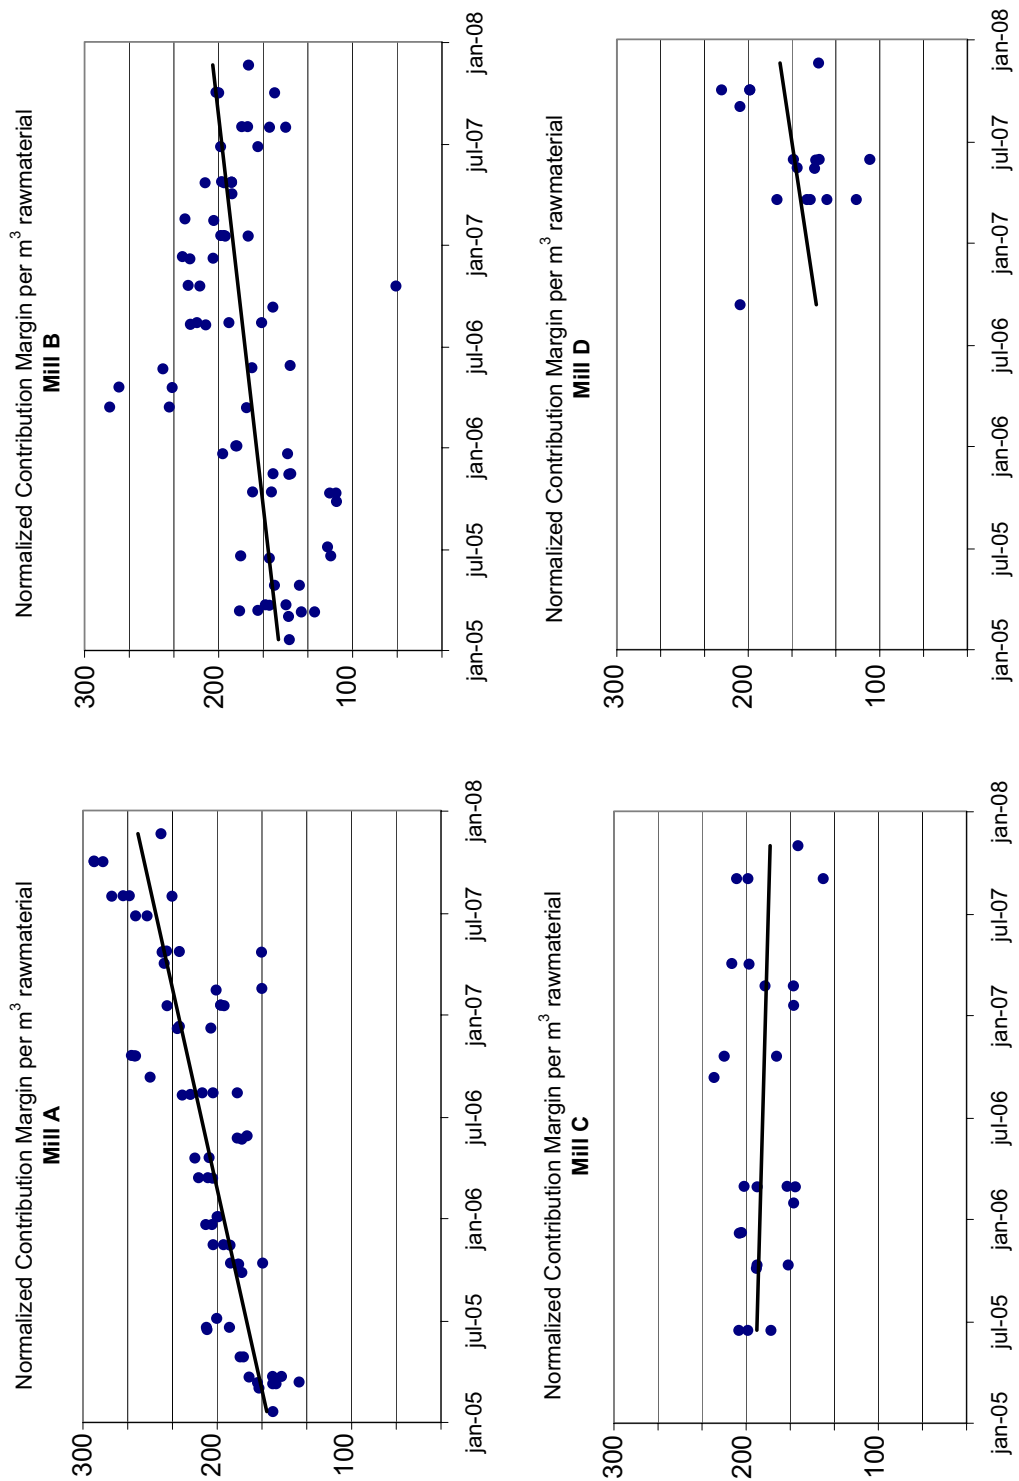 Normalized Contribution Margin per m³ rawmaterial
Mill A
300
200
100
jan-05
jul-05
jan-06
jul-06
jan-07
jul-07
jan-08
Normalized Contribution Margin per m³ rawmaterial
Mill B
300
200
100
jan-05
jul-05
jan-06
jul-06
jan-07
jul-07
jan-08
Normalized Contribution Margin per m³ rawmaterial
Mill C
300
200
100
jan-05
jul-05
jan-06
jul-06
jan-07
jul-07
jan-08
Normalized Contribution Margin per m³ rawmaterial
Mill D
300
200
100
jan-05
jul-05
jan-06
jul-06
jan-07
jul-07
jan-08